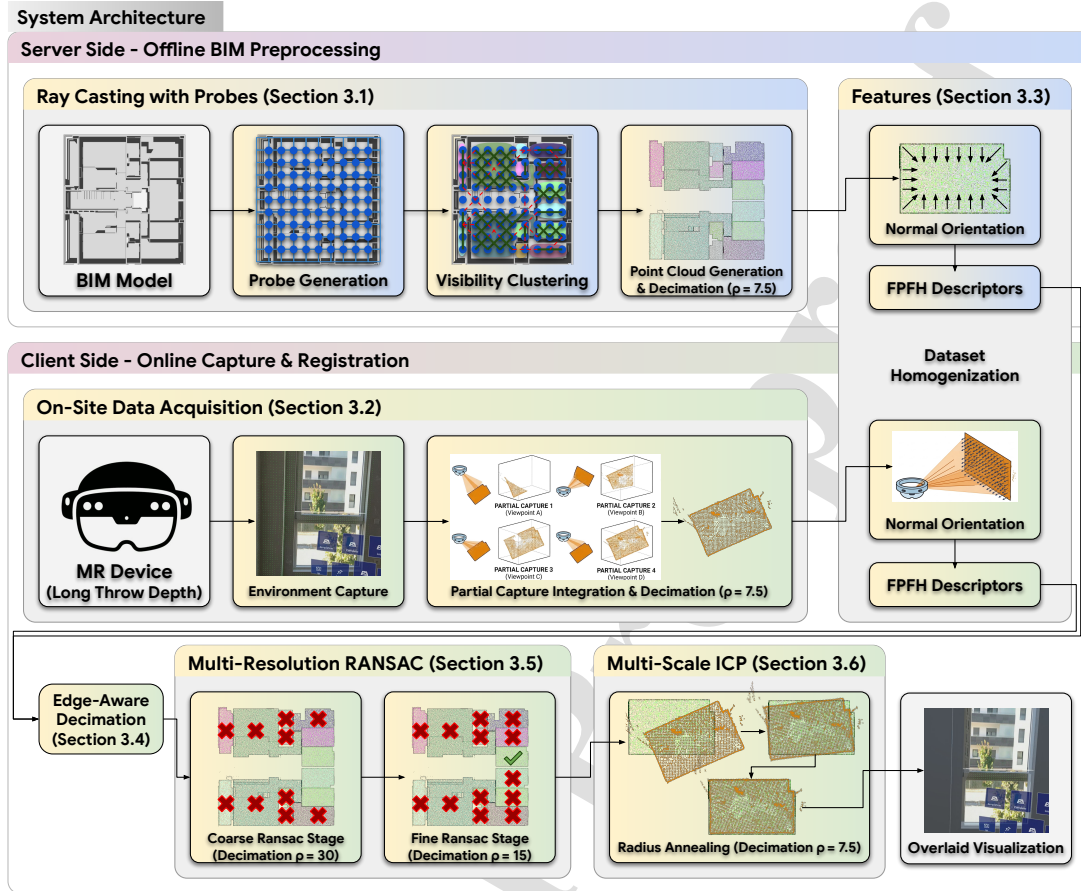 System Architecture
Server Side - Offline BIM Preprocessing
Ray Casting with Probes (Section 3.1)
BIM Model
Probe Generation
Visibility Clustering
Point Cloud Generation
& Decimation (ρ = 7.5)
Features (Section 3.3)
Normal Orientation
FPFH Descriptors
Dataset
Homogenization
Normal Orientation
FPFH Descriptors
Client Side - Online Capture & Registration
On-Site Data Acquisition (Section 3.2)
MR Device
(Long Throw Depth)
Environment Capture
PARTIAL CAPTURE 1
(Viewpoint A)
PARTIAL CAPTURE 2
(Viewpoint B)
PARTIAL CAPTURE 3
(Viewpoint C)
PARTIAL CAPTURE 4
(Viewpoint D)
Partial Capture Integration & Decimation (ρ = 7.5)
Edge-Aware
Decimation
(Section 3.4)
Multi-Resolution RANSAC (Section 3.5)
Coarse Ransac Stage
(Decimation ρ = 30)
Fine Ransac Stage
(Decimation ρ = 15)
Multi-Scale ICP (Section 3.6)
Radius Annealing (Decimation ρ = 7.5)
Overlaid Visualization